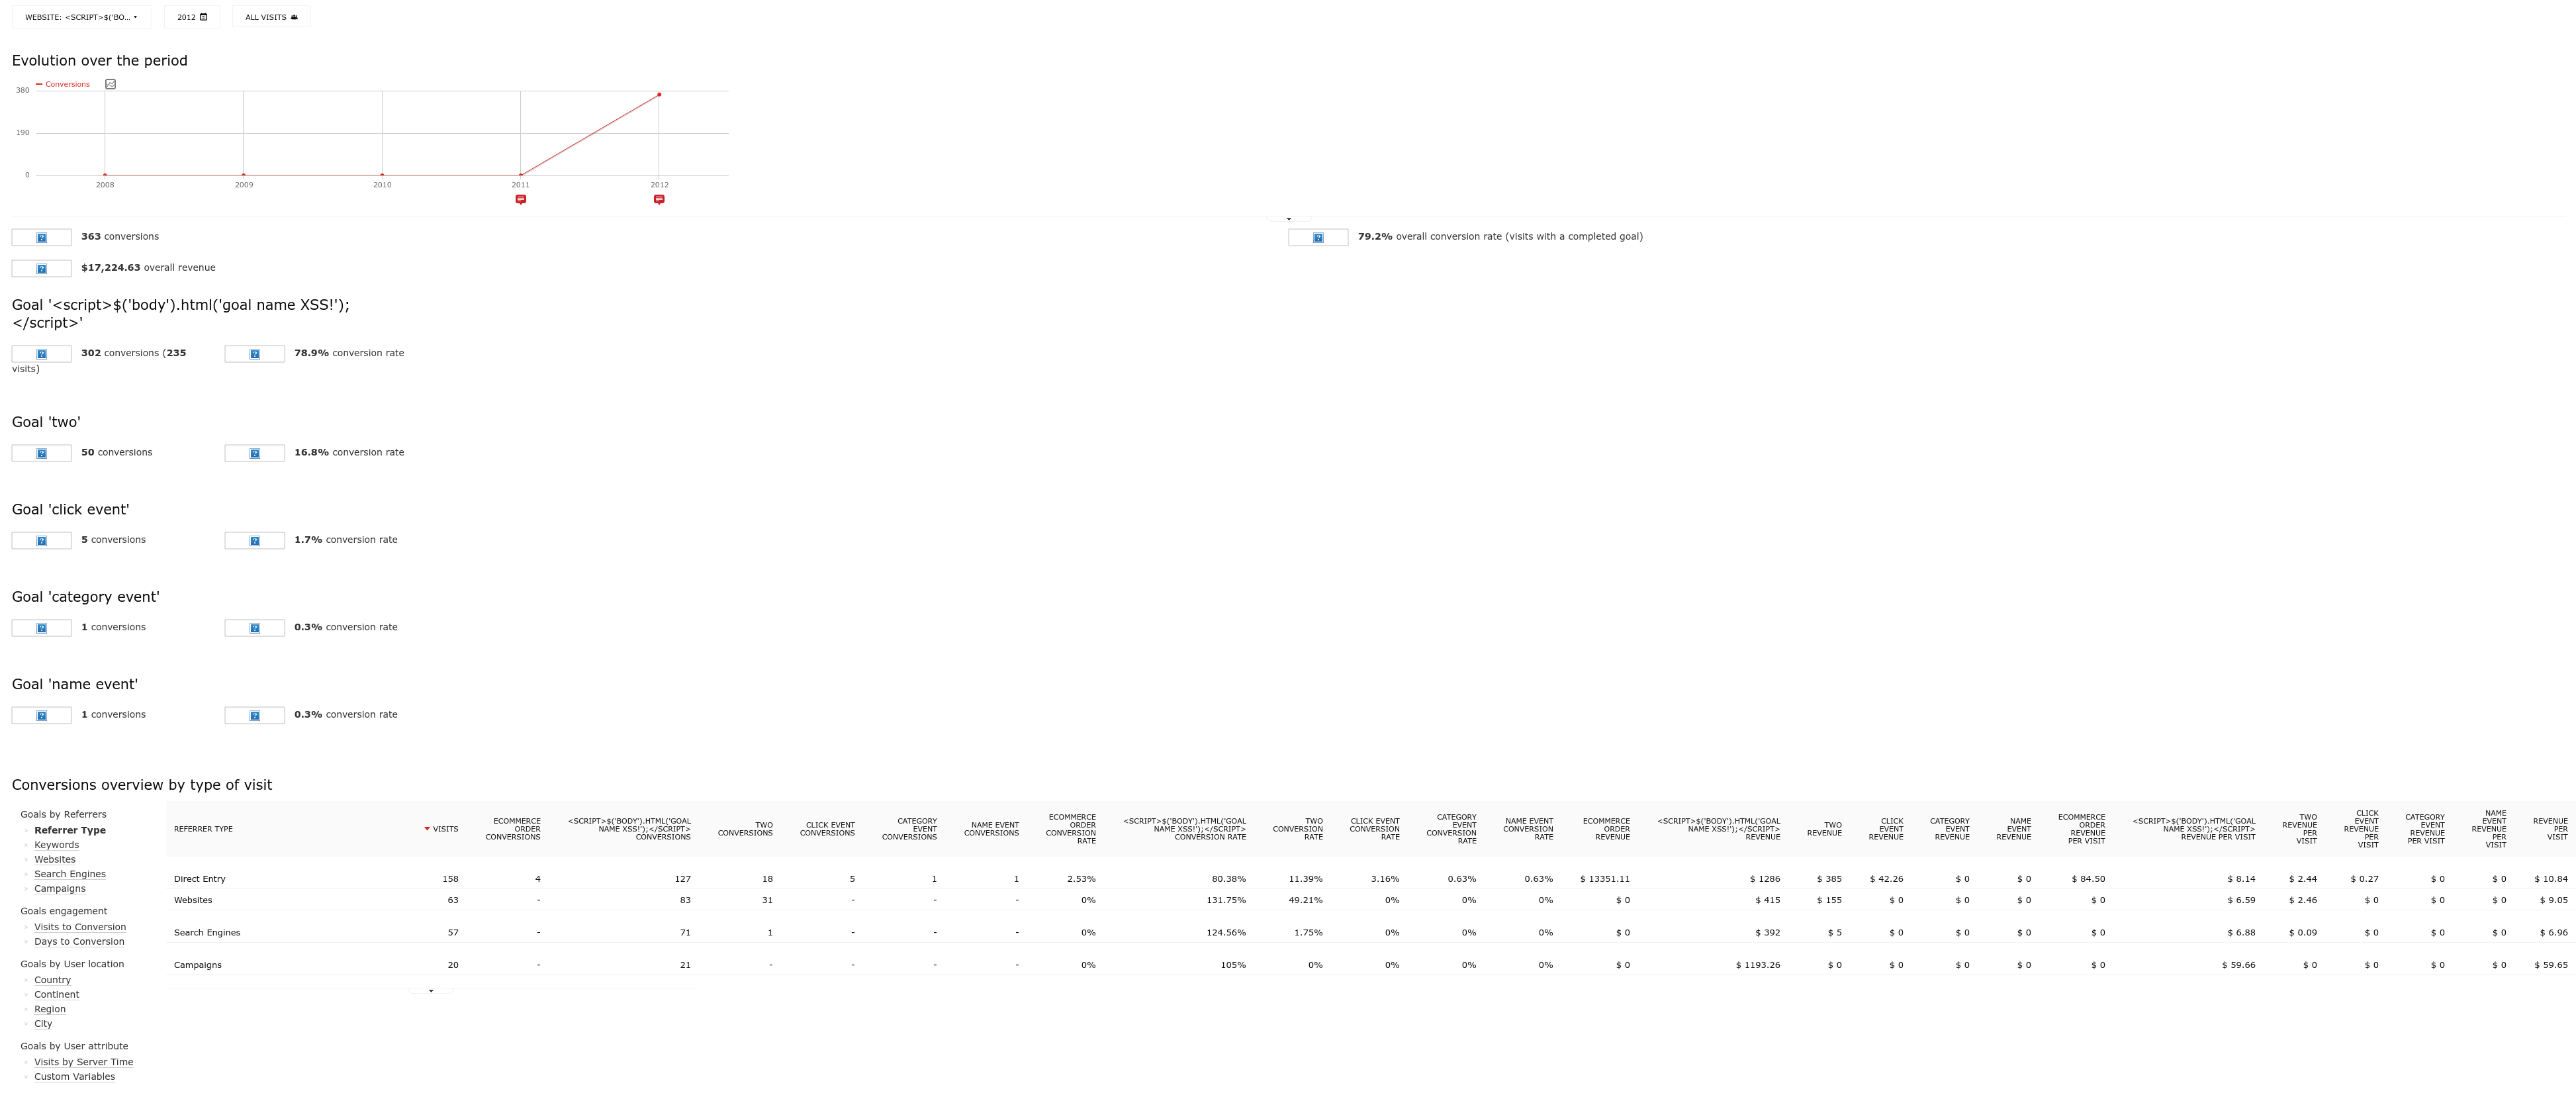 WEBSITE: <SCRIPT>$('BO... 2012 ALL VISITS
Evolution over the period
Conversions
380
190
0
2008 2009 2010 2011 2012
363 conversions
79.2% overall conversion rate (visits with a completed goal)
$17,224.63 overall revenue
Goal '<script>$('body').html('goal name XSS!');
</script>'
302 conversions (235
visits)
78.9% conversion rate
Goal 'two'
50 conversions
16.8% conversion rate
Goal 'click event'
5 conversions
1.7% conversion rate
Goal 'category event'
1 conversions
0.3% conversion rate
Goal 'name event'
1 conversions
0.3% conversion rate
Conversions overview by type of visit
Goals by Referrers
Referrer Type
Keywords
Websites
Search Engines
Campaigns
Goals engagement
Visits to Conversion
Days to Conversion
Goals by User location
Country
Continent
Region
City
Goals by User attribute
Visits by Server Time
Custom Variables
REFERRER TYPE
VISITS
ECOMMERCE
ORDER
CONVERSIONS
<SCRIPT>$('BODY').HTML('GOAL
NAME XSS!');</SCRIPT>
CONVERSIONS
TWO
CONVERSIONS
CLICK EVENT
CONVERSIONS
CATEGORY
EVENT
CONVERSIONS
NAME EVENT
CONVERSIONS
ECOMMERCE
ORDER
CONVERSION
RATE
<SCRIPT>$('BODY').HTML('GOAL
NAME XSS!');</SCRIPT>
CONVERSION RATE
TWO
CONVERSION
RATE
CLICK EVENT
CONVERSION
RATE
CATEGORY
EVENT
CONVERSION
RATE
NAME EVENT
CONVERSION
RATE
ECOMMERCE
ORDER
REVENUE
<SCRIPT>$('BODY').HTML('GOAL
NAME XSS!');</SCRIPT>
REVENUE
TWO
REVENUE
CLICK
EVENT
REVENUE
CATEGORY
EVENT
REVENUE
NAME
EVENT
REVENUE
ECOMMERCE
ORDER
REVENUE
PER VISIT
<SCRIPT>$('BODY').HTML('GOAL
NAME XSS!');</SCRIPT>
REVENUE PER VISIT
TWO
REVENUE
PER
VISIT
CLICK
EVENT
REVENUE
PER
VISIT
CATEGORY
EVENT
REVENUE
PER VISIT
NAME
EVENT
REVENUE
PER
VISIT
REVENUE
PER
VISIT
Direct Entry 158 4 127 18 5 1 1 2.53% 80.38% 11.39% 3.16% 0.63% 0.63% $ 13351.11 $ 1286 $ 385 $ 42.26 $ 0 $ 0 $ 84.50 $ 8.14 $ 2.44 $ 0.27 $ 0 $ 0 $ 10.84
Websites 63 - 83 31 - - - 0% 131.75% 49.21% 0% 0% 0% $ 0 $ 415 $ 155 $ 0 $ 0 $ 0 $ 0 $ 6.59 $ 2.46 $ 0 $ 0 $ 0 $ 9.05
Search Engines 57 - 71 1 - - - 0% 124.56% 1.75% 0% 0% 0% $ 0 $ 392 $ 5 $ 0 $ 0 $ 0 $ 0 $ 6.88 $ 0.09 $ 0 $ 0 $ 0 $ 6.96
Campaigns 20 - 21 - - - - 0% 105% 0% 0% 0% 0% $ 0 $ 1193.26 $ 0 $ 0 $ 0 $ 0 $ 0 $ 59.66 $ 0 $ 0 $ 0 $ 0 $ 59.65